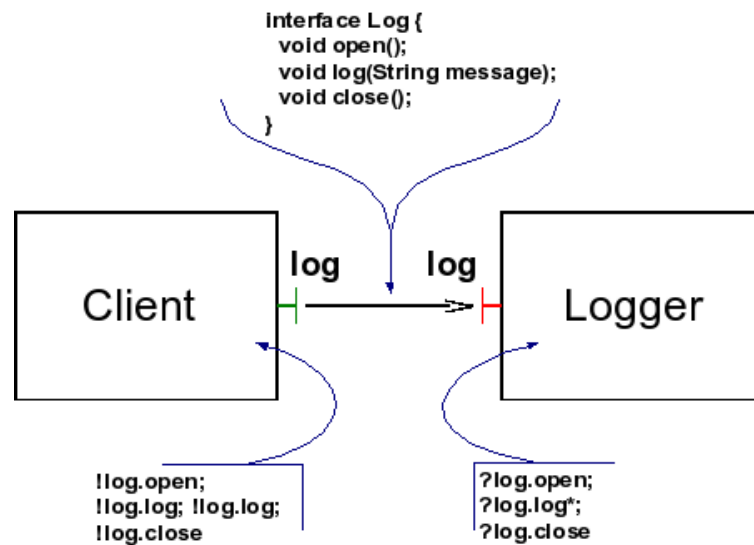 interface Log {
void open();
void log(String message);
void close();
}
log log
Client
Logger
!log.open;
!log.log; !log.log;
!log.close
?log.open;
?log.log*;
?log.close